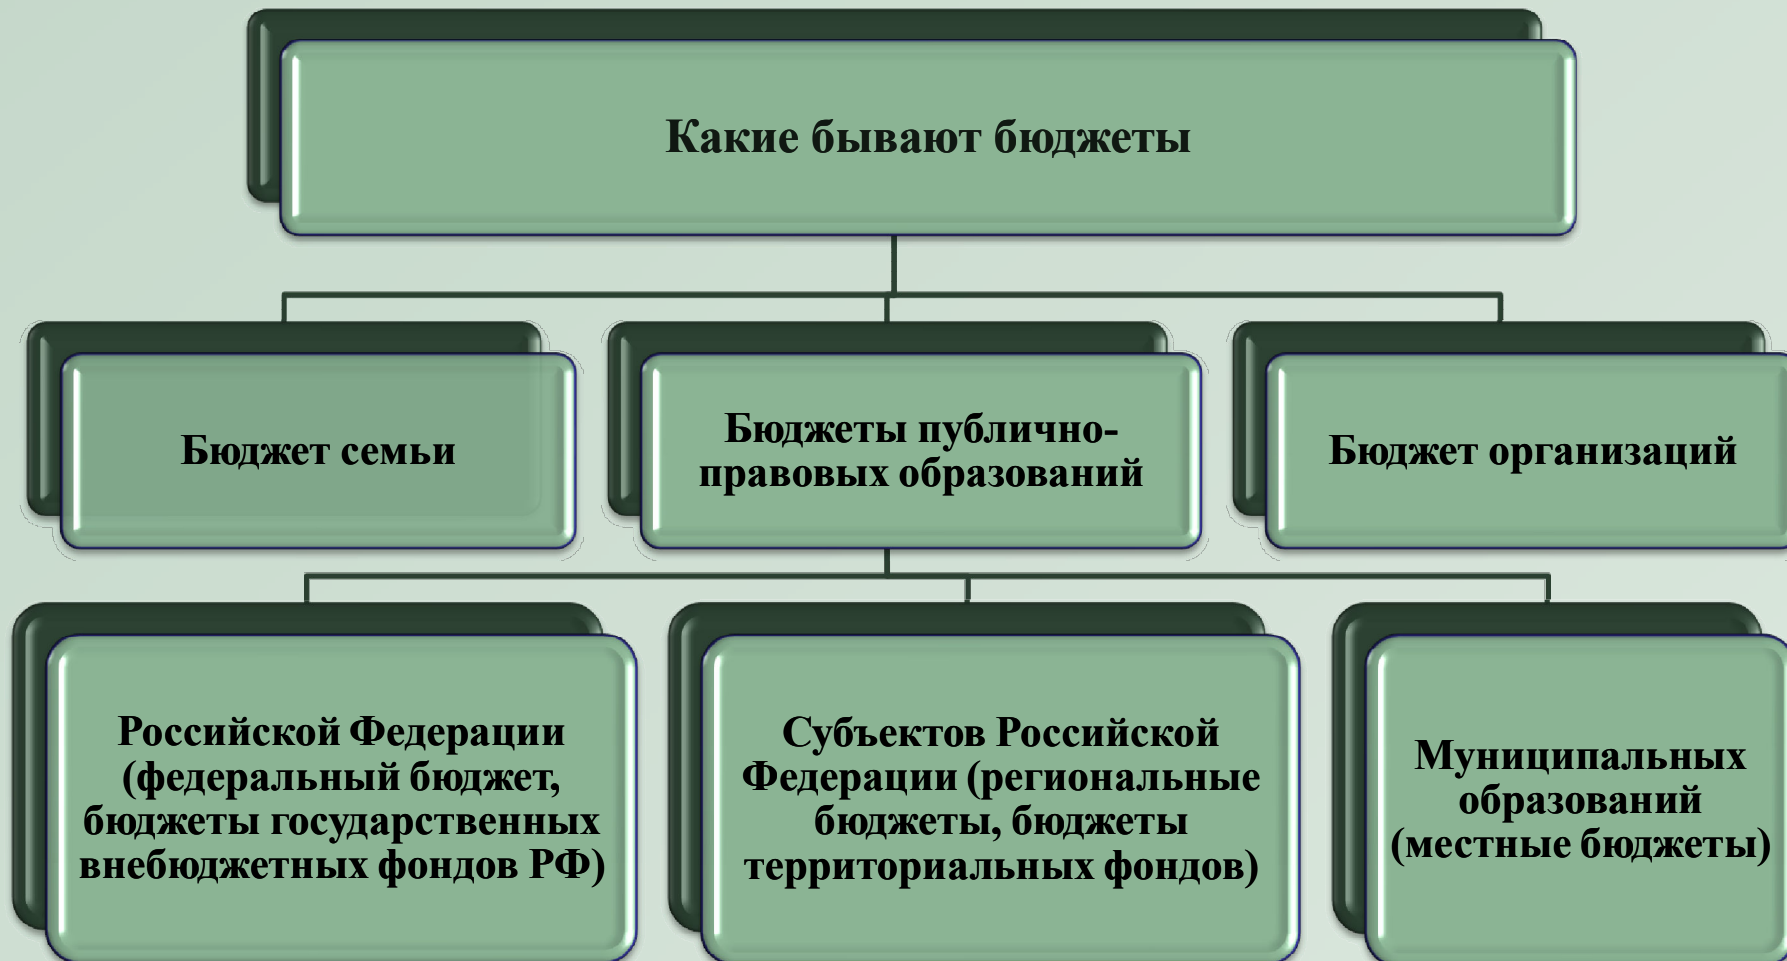 Какие бывают бюджеты
Бюджет семьи
Бюджеты публично-
правовых образований
Бюджет организаций
Российской Федерации
(федеральный бюджет,
бюджеты государственных
внебюджетных фондов РФ)
Субъектов Российской
Федерации (региональные
бюджеты, бюджеты
территориальных фондов)
Муниципальных
образований
(местные бюджеты)